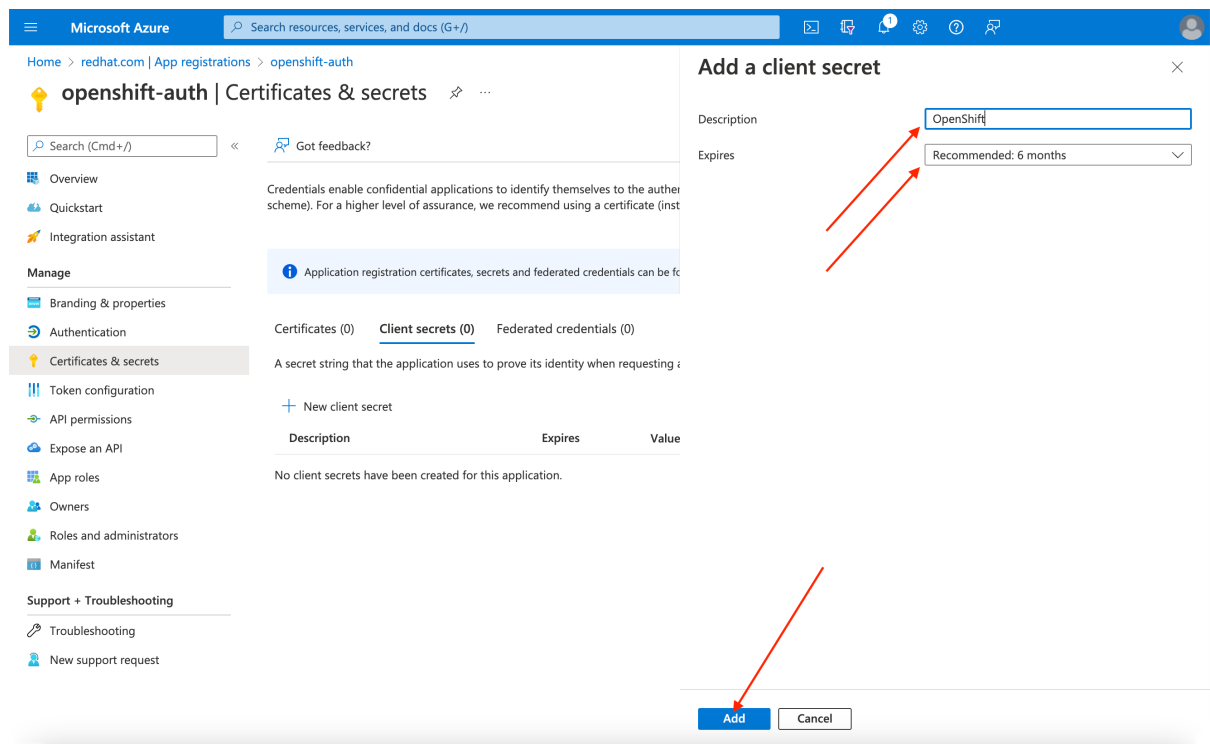 Microsoft Azure
Search resources, services, and docs (G+/)
1
Home > redhat.com | App registrations > openshift-auth
openshift-auth | Certificates & secrets
Search (Cmd+/)
Overview
Quickstart
Integration assistant
Manage
Branding & properties
Authentication
Certificates & secrets
Token configuration
API permissions
Expose an API
App roles
Owners
Roles and administrators
Manifest
Support + Troubleshooting
Troubleshooting
New support request
Got feedback?
Credentials enable confidential applications to identify themselves to the
scheme). For a higher level of assurance, we recommend using a certificate
Application registration certificates, secrets and federated credentials can be
Certificates (0) Client secrets (0) Federated credentials (0)
A secret string that the application uses to prove its identity when requesting
New client secret
Description Expires Value
No client secrets have been created for this application.
Add a client secret
Description
OpenShift
Expires
Recommended: 6 months
Add Cancel